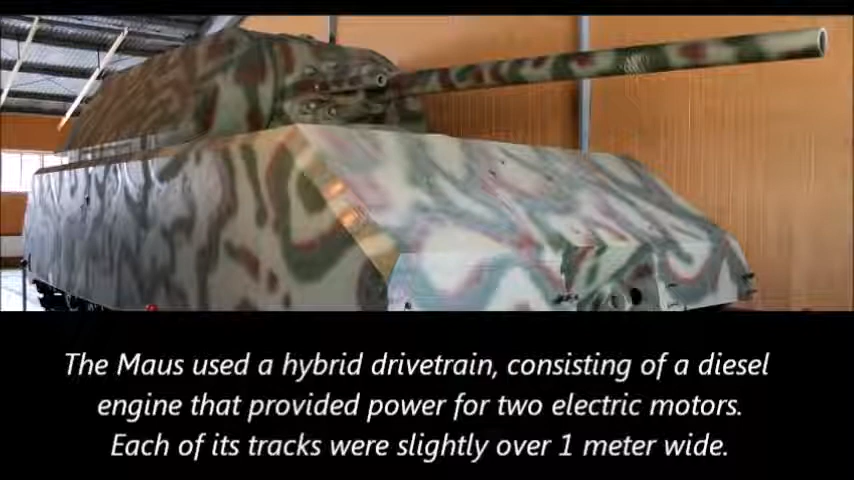 The Maus used a hybrid drivetrain, consisting of a diesel
engine that provided power for two electric motors.
Each of its tracks were slightly over 1 meter wide.